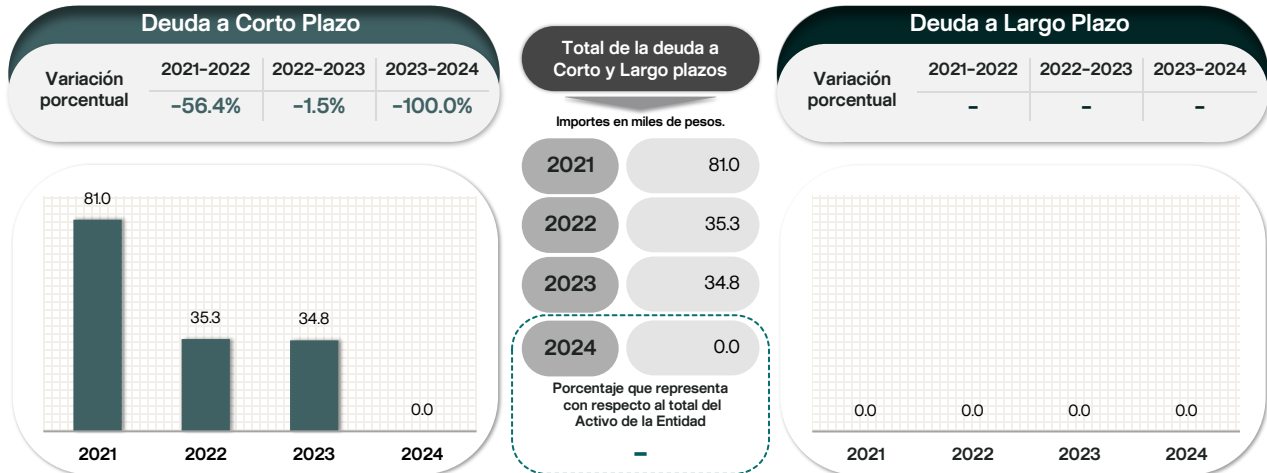 Deuda a Corto Plazo
Variación
porcentual
2021-2022 2022-2023 2023-2024
-56.4% -1.5% -100.0%
81.0
35.3
34.8
0.0
2021 2022 2023 2024
Total de la deuda a
Corto y Largo plazos
Importes en miles de pesos.
2021 81.0
2022 35.3
2023 34.8
2024 0.0
Porcentaje que representa
con respecto al total del
Activo de la Entidad
-
Deuda a Largo Plazo
Variación
porcentual
2021-2022 2022-2023 2023-2024
- - -
0.0 0.0 0.0 0.0
2021 2022 2023 2024